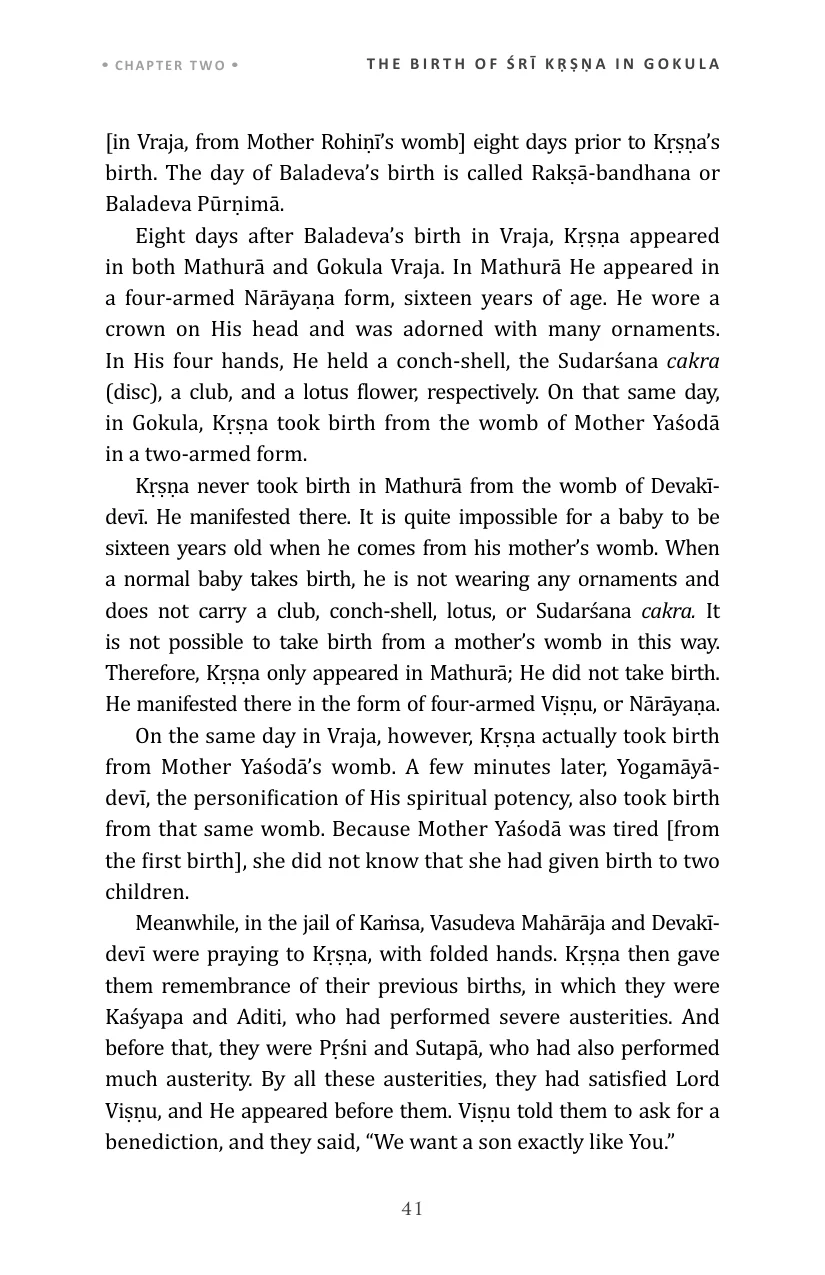 • CHAPTER TWO •
THE BIRTH OF ŚRĪ KṚṢṆA IN GOKULA
[in Vraja, from Mother Rohiṇī’s womb] eight days prior to Kṛṣṇa’s
birth. The day of Baladeva’s birth is called Rakṣā-bandhana or
Baladeva Pūrṇimā.
Eight days after Baladeva’s birth in Vraja, Kṛṣṇa appeared
in both Mathurā and Gokula Vraja. In Mathurā He appeared in
a four-armed Nārāyaṇa form, sixteen years of age. He wore a
crown on His head and was adorned with many ornaments.
In His four hands, He held a conch-shell, the Sudarśana cakra
(disc), a club, and a lotus flower, respectively. On that same day,
in Gokula, Kṛṣṇa took birth from the womb of Mother Yaśodā
in a two-armed form.
Kṛṣṇa never took birth in Mathurā from the womb of Devakī-
devī. He manifested there. It is quite impossible for a baby to be
sixteen years old when he comes from his mother’s womb. When
a normal baby takes birth, he is not wearing any ornaments and
does not carry a club, conch-shell, lotus, or Sudarśana cakra. It
is not possible to take birth from a mother’s womb in this way.
Therefore, Kṛṣṇa only appeared in Mathurā; He did not take birth.
He manifested there in the form of four-armed Viṣṇu, or Nārāyaṇa.
On the same day in Vraja, however, Kṛṣṇa actually took birth
from Mother Yaśodā’s womb. A few minutes later, Yogamāyā-
devī, the personification of His spiritual potency, also took birth
from that same womb. Because Mother Yaśodā was tired [from
the first birth], she did not know that she had given birth to two
children.
Meanwhile, in the jail of Kaṁsa, Vasudeva Mahārāja and Devakī-
devī were praying to Kṛṣṇa, with folded hands. Kṛṣṇa then gave
them remembrance of their previous births, in which they were
Kaśyapa and Aditi, who had performed severe austerities. And
before that, they were Pṛśni and Sutapā, who had also performed
much austerity. By all these austerities, they had satisfied Lord
Viṣṇu, and He appeared before them. Viṣṇu told them to ask for a
benediction, and they said, “We want a son exactly like You.”
41